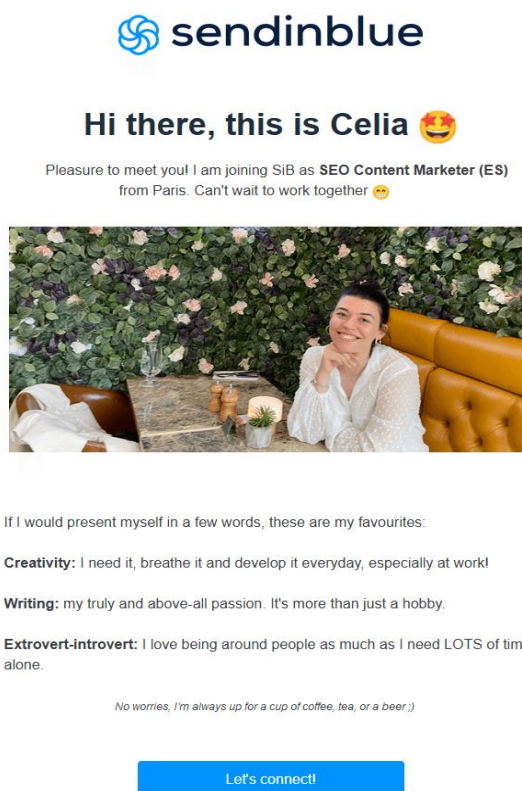 sendinblue
Hi there, this is Celia 🤩
Pleasure to meet you! I am joining SiB as SEO Content Marketer (ES)
from Paris. Can't wait to work together 😁
If I would present myself in a few words, these are my favourites:
Creativity: I need it, breathe it and develop it everyday, especially at work!
Writing: my truly and above-all passion. It's more than just a hobby.
Extrovert-introvert: I love being around people as much as I need LOTS of tim
alone.
No worries, I'm always up for a cup of coffee, tea, or a beer ;)
Let's connect!